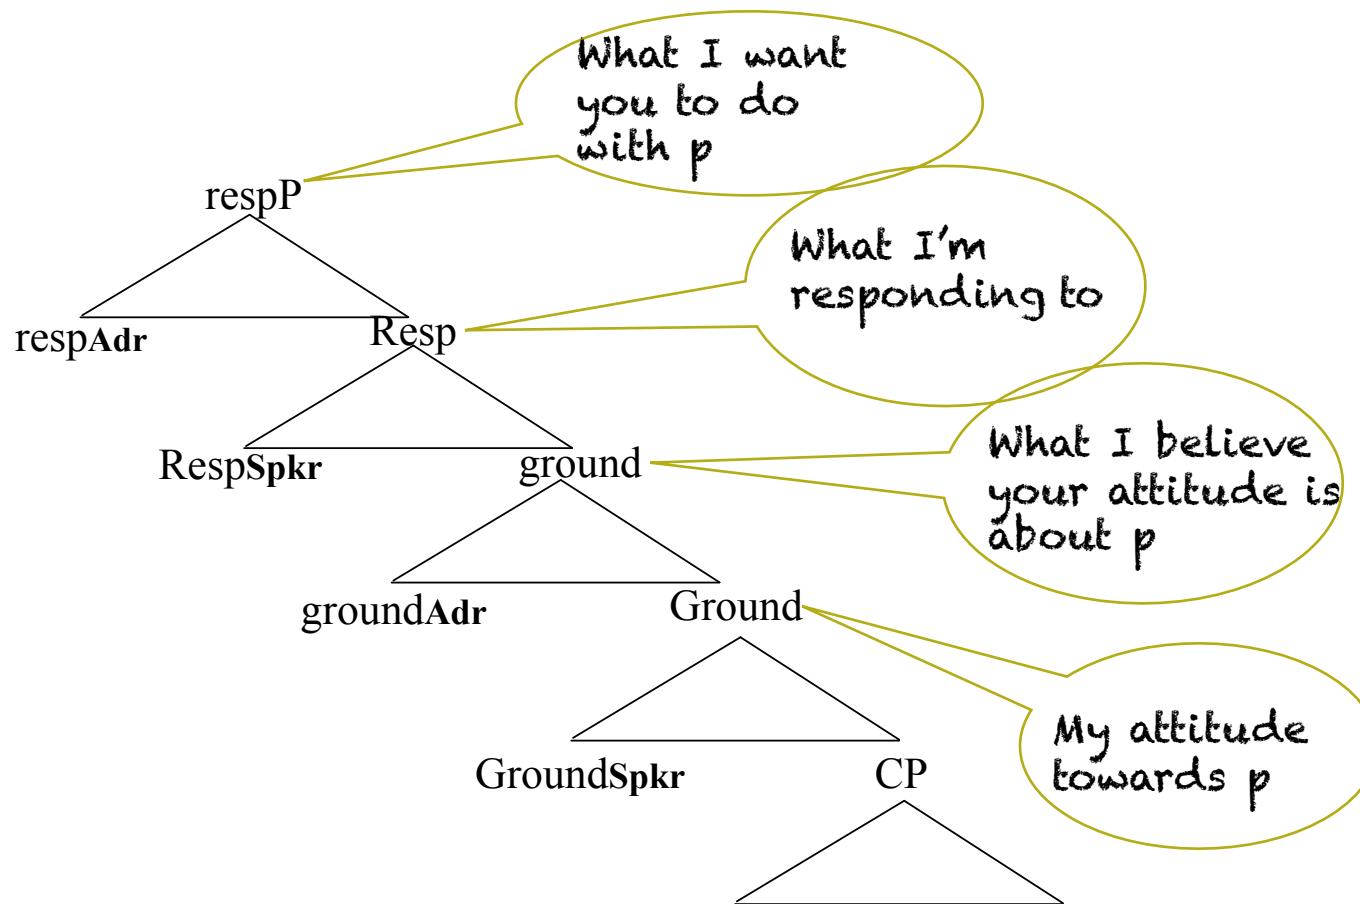 What I want
you to do
with p
respP
What I'm
responding to
respAdr
Resp
What I believe
your attitude is
about p
RespSpkr
ground
groundAdr
Ground
My attitude
towards p
GroundSpkr
CP